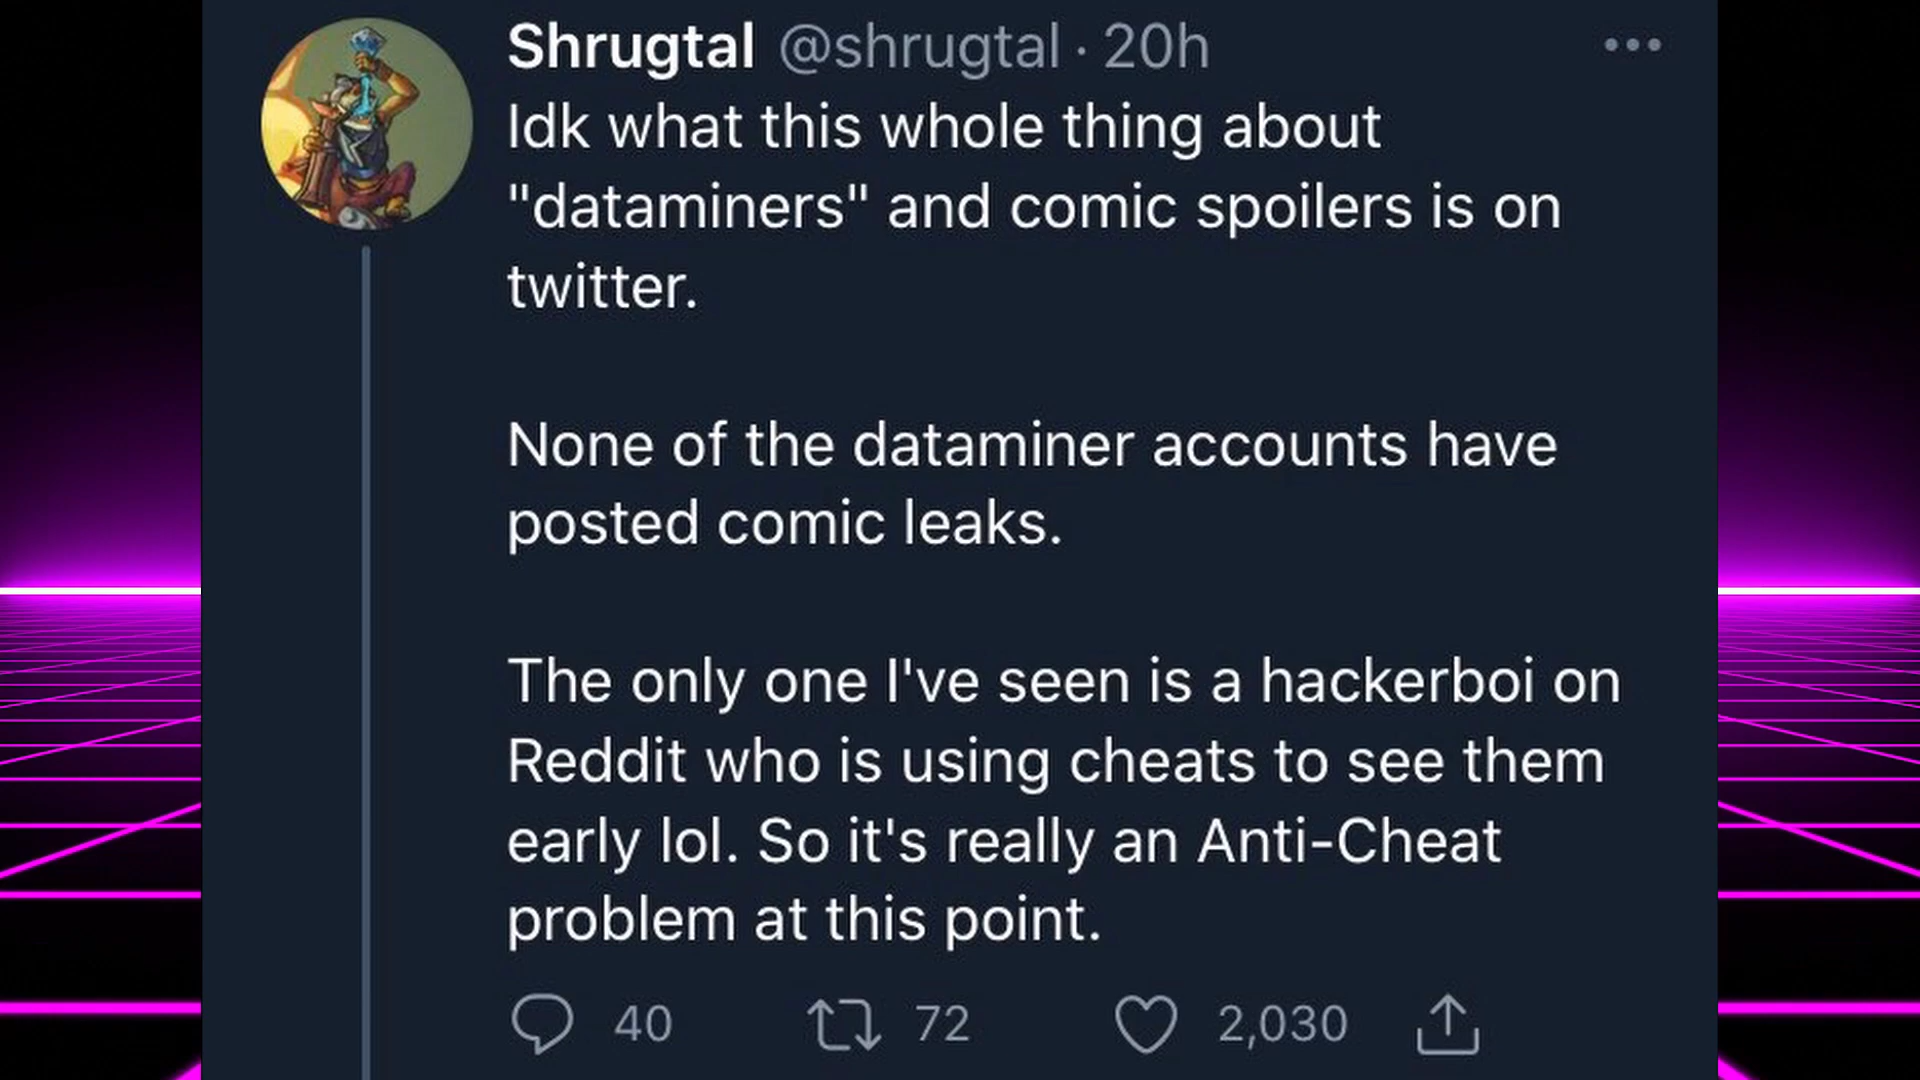 Shrugtal @shrugtal · 20h
Idk what this whole thing about
"dataminers" and comic spoilers is on
twitter.
None of the dataminer accounts have
posted comic leaks.
The only one I've seen is a hackerboi on
Reddit who is using cheats to see them
early lol. So it's really an Anti-Cheat
problem at this point.
40 72 2,030